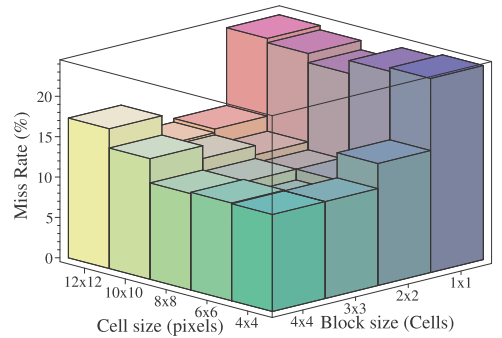 Miss Rate (%)
20
15
10
5
0
12x12
10x10
8x8
6x6
4x4
Cell size (pixels)
4x4
3x3
2x2
1x1
Block size (Cells)